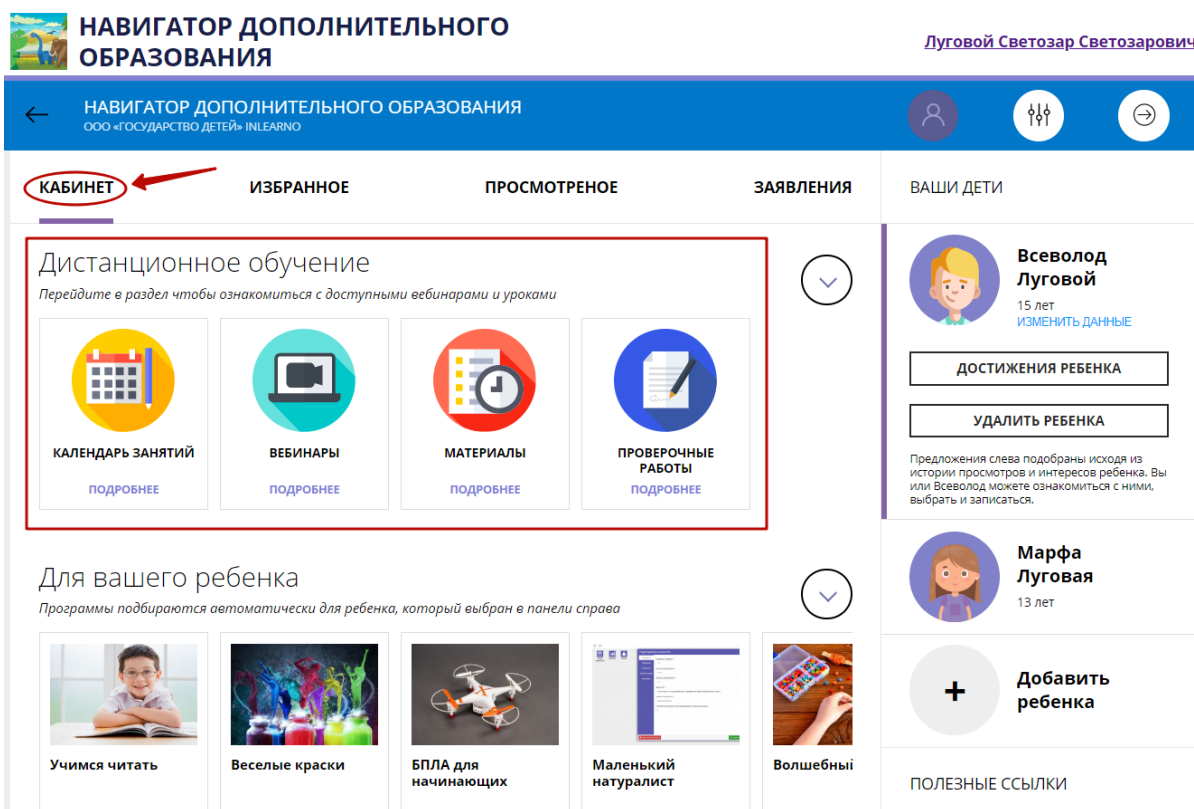 НАВИГАТОР ДОПОЛНИТЕЛЬНОГО
ОБРАЗОВАНИЯ
Луговой Светозар Светозарович
НАВИГАТОР ДОПОЛНИТЕЛЬНОГО ОБРАЗОВАНИЯ
ООО «ГОСУДАРСТВО ДЕТЕЙ» INLEARNO
КАБИНЕТ
ИЗБРАННОЕ
ПРОСМОТРЕНОЕ
ЗАЯВЛЕНИЯ
Дистанционное обучение
Перейдите в раздел чтобы ознакомиться с доступными вебинарами и уроками
КАЛЕНДАРЬ ЗАНЯТИЙ
ПОДРОБНЕЕ
ВЕБИНАРЫ
ПОДРОБНЕЕ
МАТЕРИАЛЫ
ПОДРОБНЕЕ
ПРОВЕРОЧНЫЕ
РАБОТЫ
ПОДРОБНЕЕ
Для вашего ребенка
Программы подбираются автоматически для ребенка, который выбран в панели справа
Учимся читать
Веселые краски
БПЛА для
начинающих
Маленький
натуралист
ВАШИ ДЕТИ
Всеволод
Луговой
15 лет
ИЗМЕНИТЬ ДАННЫЕ
ДОСТИЖЕНИЯ РЕБЕНКА
УДАЛИТЬ РЕБЕНКА
Предложения слева подобраны исходя из
истории просмотров и интересов ребенка. Вы
или Всеволод можете ознакомиться с ними,
выбрать и записаться.
Марфа
Луговая
13 лет
+
Добавить
ребенка
ПОЛЕЗНЫЕ ССЫЛКИ